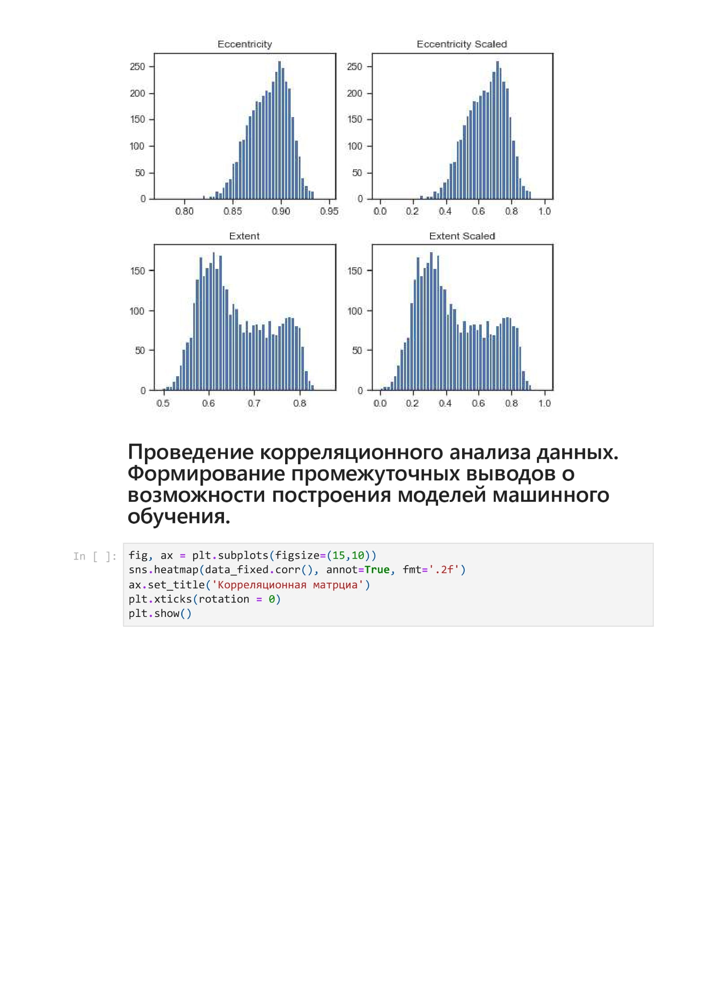 Eccentricity
Eccentricity Scaled
250
200
150
100
50
0
0.80 0.85 0.90 0.95
250
200
150
100
50
0
0.0 0.2 0.4 0.6 0.8 1.0
Extent
Extent Scaled
150
100
50
0
0.5 0.6 0.7 0.8
150
100
50
0
0.0 0.2 0.4 0.6 0.8 1.0
Проведение корреляционного анализа данных.
Формирование промежуточных выводов о
возможности построения моделей машинного
обучения.
In [ ]:
fig, ax = plt.subplots(figsize=(15,10))
sns.heatmap(data_fixed.corr(), annot=True, fmt='.2f')
ax.set_title('Корреляционная матрциа')
plt.xticks(rotation = 0)
plt.show()